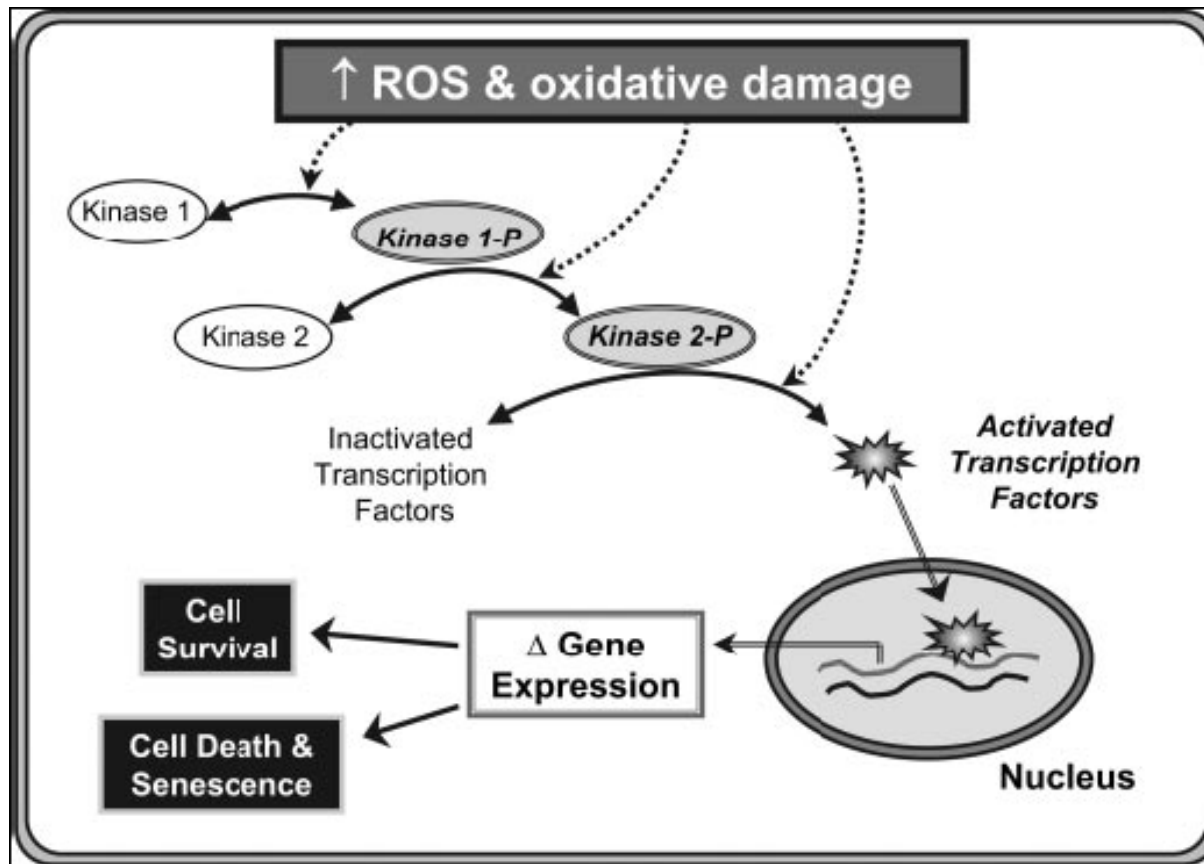 ↑ ROS & oxidative damage
Kinase 1
Kinase 1-P
Kinase 2
Kinase 2-P
Inactivated
Transcription
Factors
Activated
Transcription
Factors
Cell
Survival
Δ Gene
Expression
Cell Death &
Senescence
Nucleus